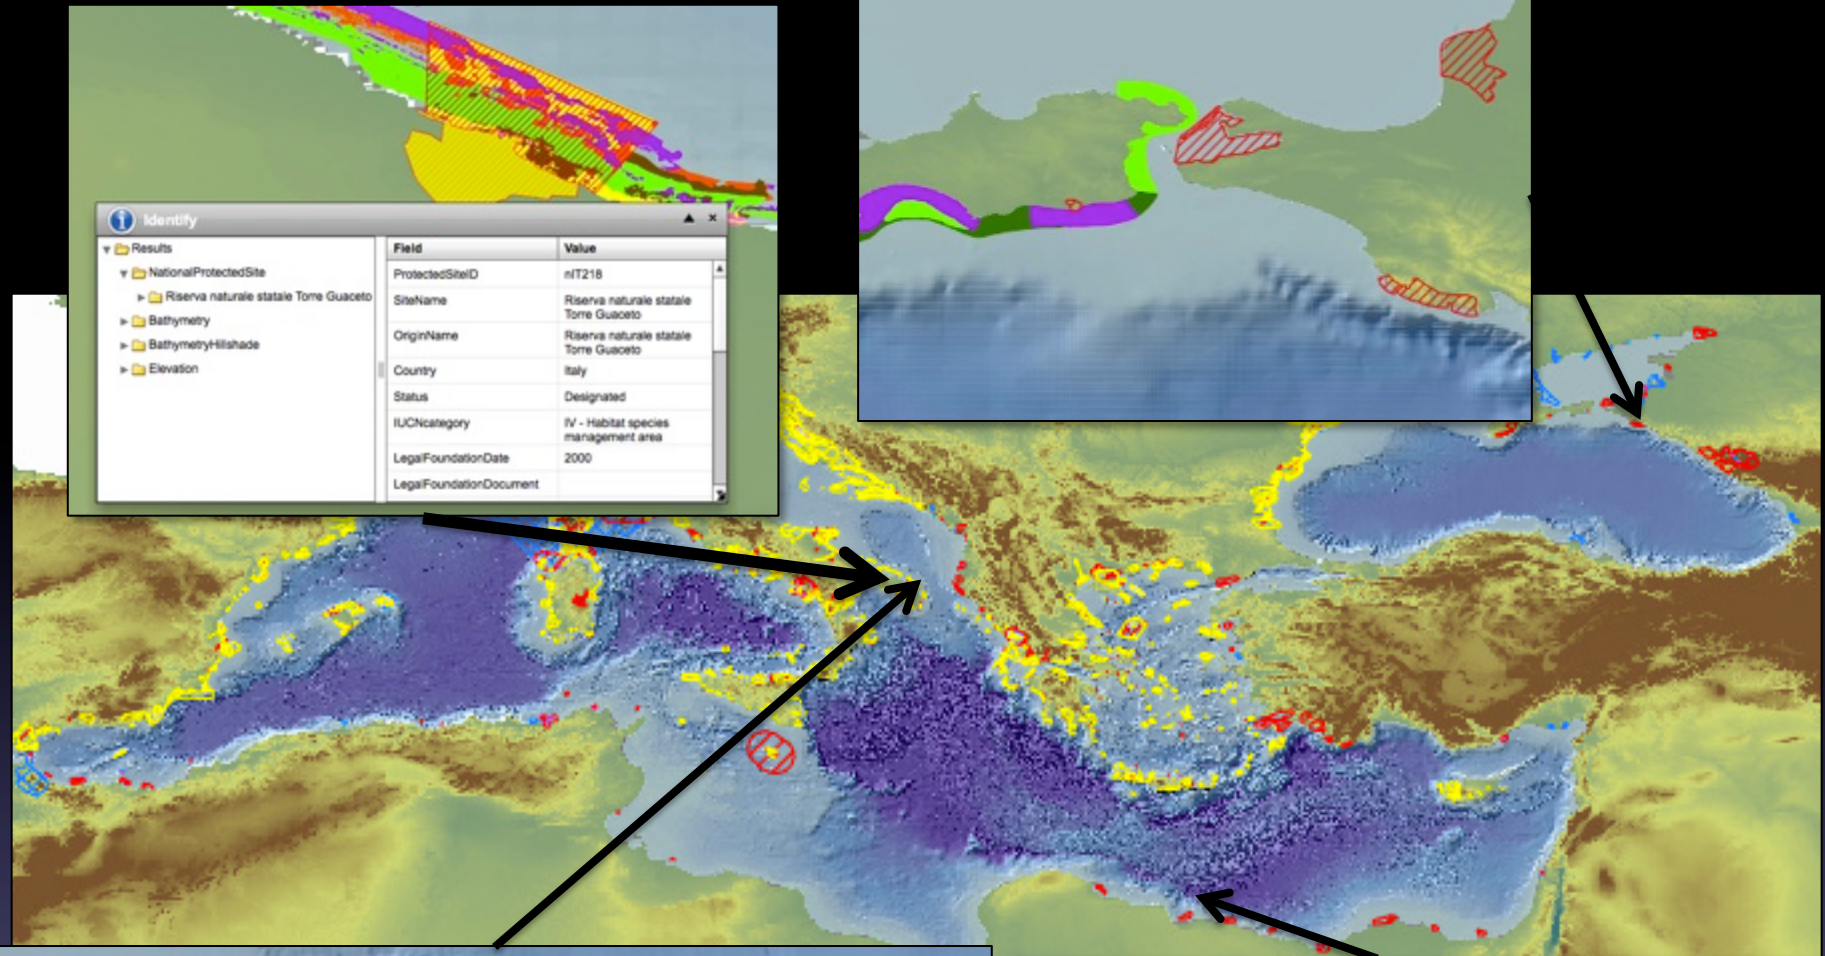 Identify
Results
NationalProtectedSite
Riserva naturale statale Torre Guaceto
Bathymetry
BathymetryHillshade
Elevation
Field Value
ProtectedSiteID nIT218
SiteName Riserva naturale statale
Torre Guaceto
OriginName Riserva naturale statale
Torre Guaceto
Country Italy
Status Designated
IUCNcategory IV - Habitat species
management area
LegalFoundationDate 2000
LegalFoundationDocument